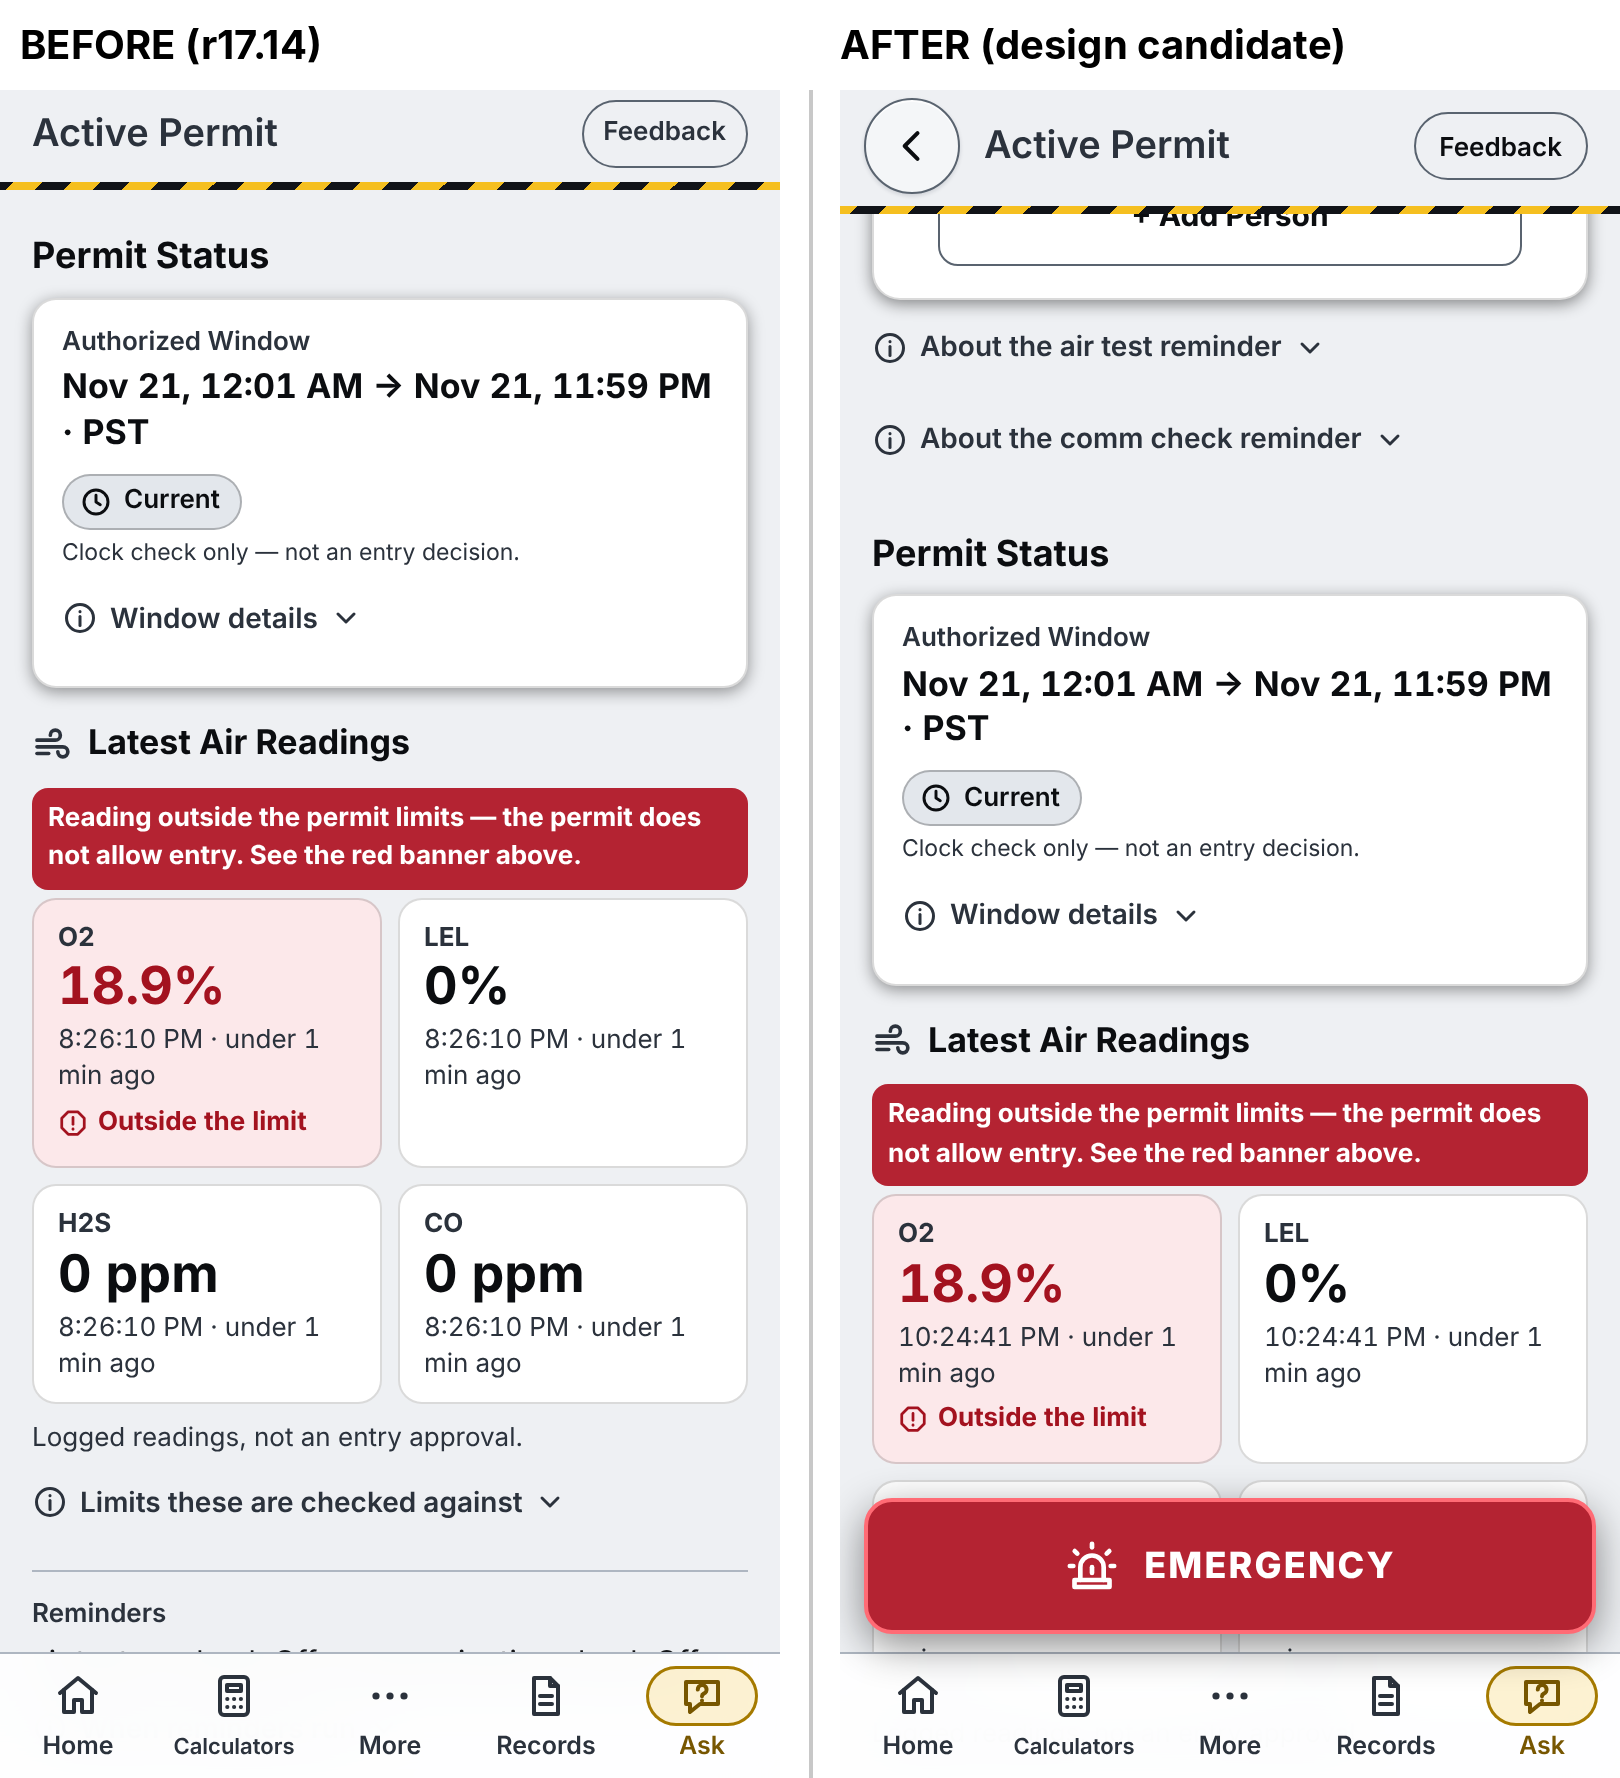 BEFORE (r17.14)
Active Permit
Feedback
Permit Status
Authorized Window
Nov 21, 12:01 AM → Nov 21, 11:59 PM
· PST
Current
Clock check only — not an entry decision.
Window details
Latest Air Readings
Reading outside the permit limits — the permit does
not allow entry. See the red banner above.
O2
18.9%
8:26:10 PM · under 1
min ago
Outside the limit
LEL
0%
8:26:10 PM · under 1
min ago
H2S
0 ppm
8:26:10 PM · under 1
min ago
CO
0 ppm
8:26:10 PM · under 1
min ago
Logged readings, not an entry approval.
Limits these are checked against
Reminders
Home
Calculators
More
Records
Ask
AFTER (design candidate)
Active Permit
Feedback
+ Add Person
About the air test reminder
About the comm check reminder
Permit Status
Authorized Window
Nov 21, 12:01 AM → Nov 21, 11:59 PM
· PST
Current
Clock check only — not an entry decision.
Window details
Latest Air Readings
Reading outside the permit limits — the permit does
not allow entry. See the red banner above.
O2
18.9%
10:24:41 PM · under 1
min ago
Outside the limit
LEL
0%
10:24:41 PM · under 1
min ago
EMERGENCY
Home
Calculators
More
Records
Ask